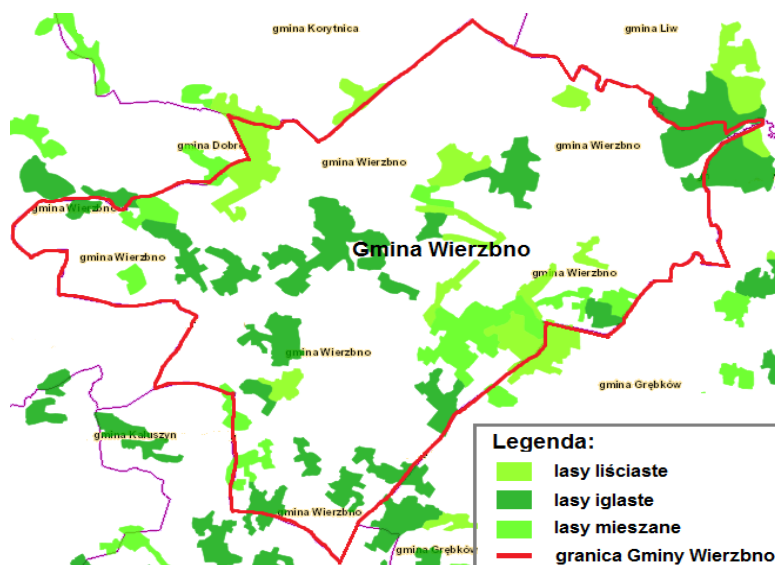 gmina Korytnica
gmina Liw
gmina Dobre
gmina Wierzbno
gmina Wierzbno
gmina Wierzbno
Gmina Wierzbno
gmina Wierzbno
gmina Wierzbno
gmina Wierzbno
gmina Grębków
gmina Kałuszyn
gmina Wierzbno
gmina Grębków
Legenda:
lasy liściaste
lasy iglaste
lasy mieszane
granica Gminy Wierzbno